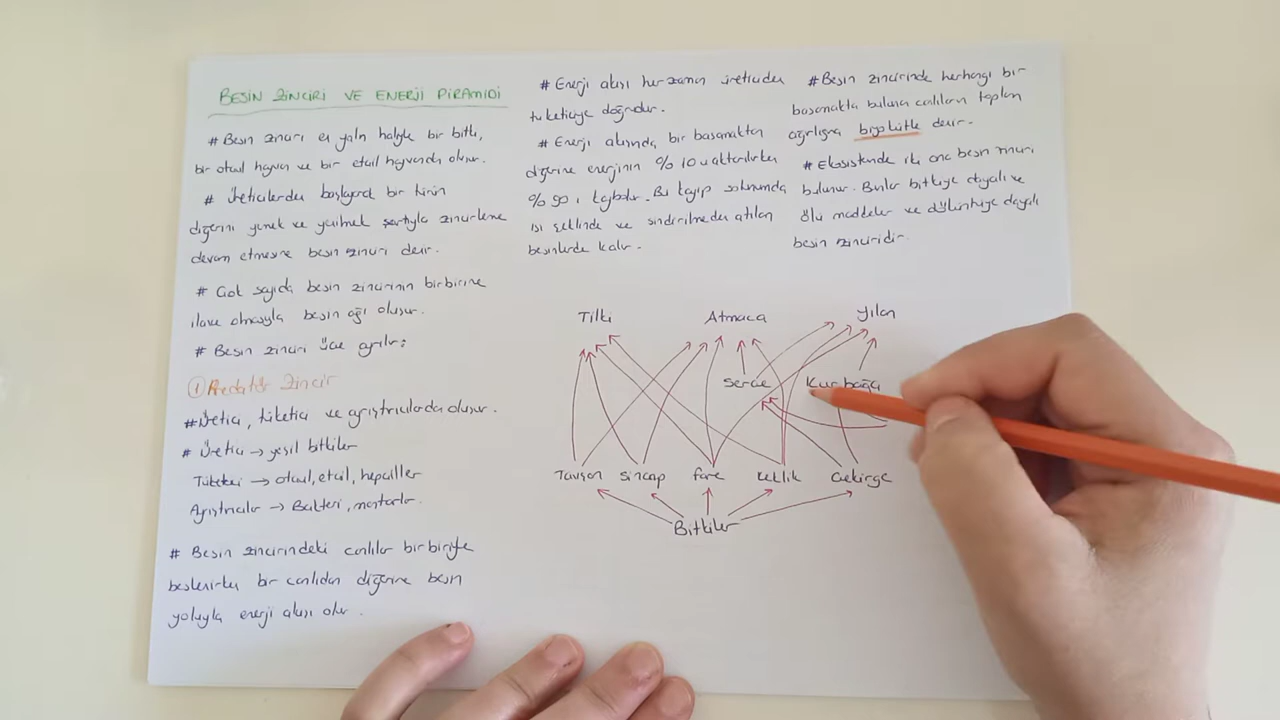 BESİN ZİNCİRİ VE ENERJİ PİRAMİDİ
# Besin zinciri en yalın haliyle bir bitki,
bir otçul hayvan ve bir etçil hayvanda oluşur.
# Üreticilerden başlayarak bir birinin
diğerini yemek ve yenilmek şartıyla zincirleme
devam etmesine besin zinciri denir.
# Çok sayıda besin zincirinin birbirine
ilave olmasıyla besin ağı oluşur.
# Besin zinciri üçe ayrılır:
① Predatör zincir
# Üretici, tüketici ve ayrıştırıcılardan oluşur.
# Üretici → yeşil bitkiler
Tüketici → otçul, etçil, hepçiller
Ayrıştırıcılar → Bakteri, mantarlar.
# Besin zincirindeki canlılar birbiriyle
beslenirken bir canlıdan diğerine besin
yoluyla enerji akışı olur.
# Enerji akışı her zaman üreticiden
tüketiciye doğrudur.
# Enerji akışında bir basamaktan
diğerine enerjinin %10 u aktarılırken
%90 ı kaybolur. Bu kayıp solunumda
ısı şeklinde ve sindirilmeden atılan
besinlerde kalır.
# Besin zincirinde herhangi bir
basamakta bulunan canlıların toplam
ağırlığına biyokütle denir.
# Ekosistemde iki ana besin zinciri
bulunur. Bunlar bitkiye dayalı ve
ölü maddeler ve döküntüye dayalı
besin zinciridir.
Tilki Atmaca Yılan
Serçe Kurbağa
Tavşan Sincap fare keklik Çekirge
Bitkiler